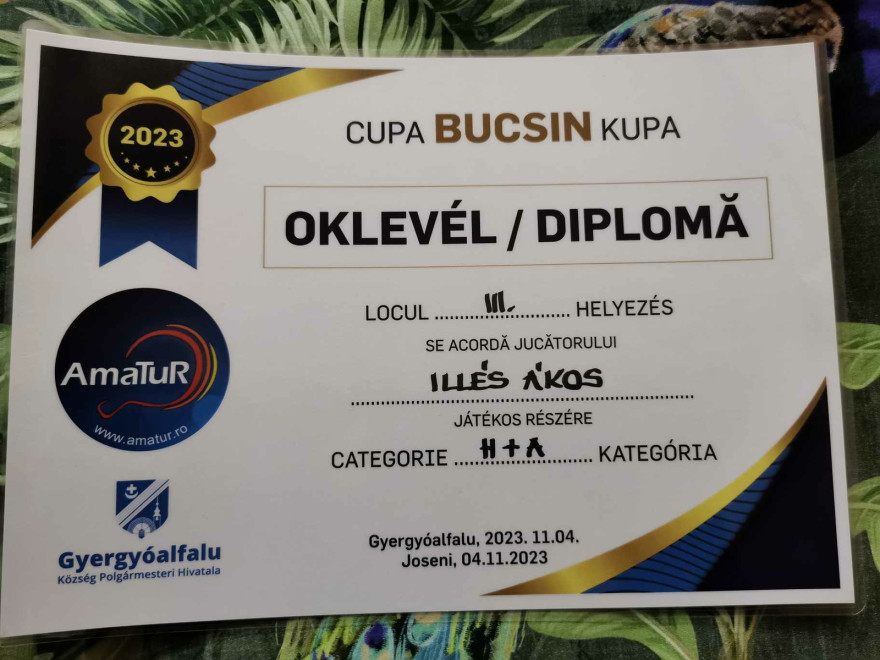 2023
CUPA BUCSIN KUPA
OKLEVÉL / DIPLOMĂ
LOCUL ........III........ HELYEZÉS
SE ACORDĂ JUCĂTORULUI
ILLÉS ÁKOS
JÁTÉKOS RÉSZÉRE
CATEGORIE ....H+A........ KATEGÓRIA
AmaTuR
www.amatur.ro
Gyergyóalfalu
Község Polgármesteri Hivatala
Gyergyóalfalu, 2023. 11.04.
Joseni, 04.11.2023